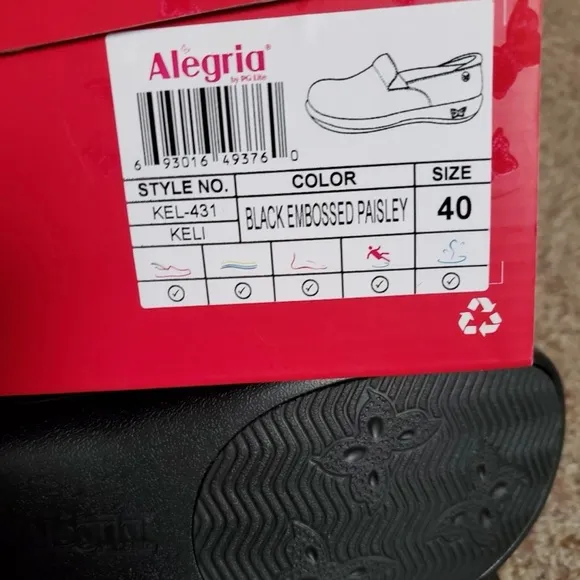 Alegria®
by PG Lite
6 93016 49376 0
STYLE NO. COLOR SIZE
KEL-431 BLACK EMBOSSED PAISLEY 40
KELI
Alegria